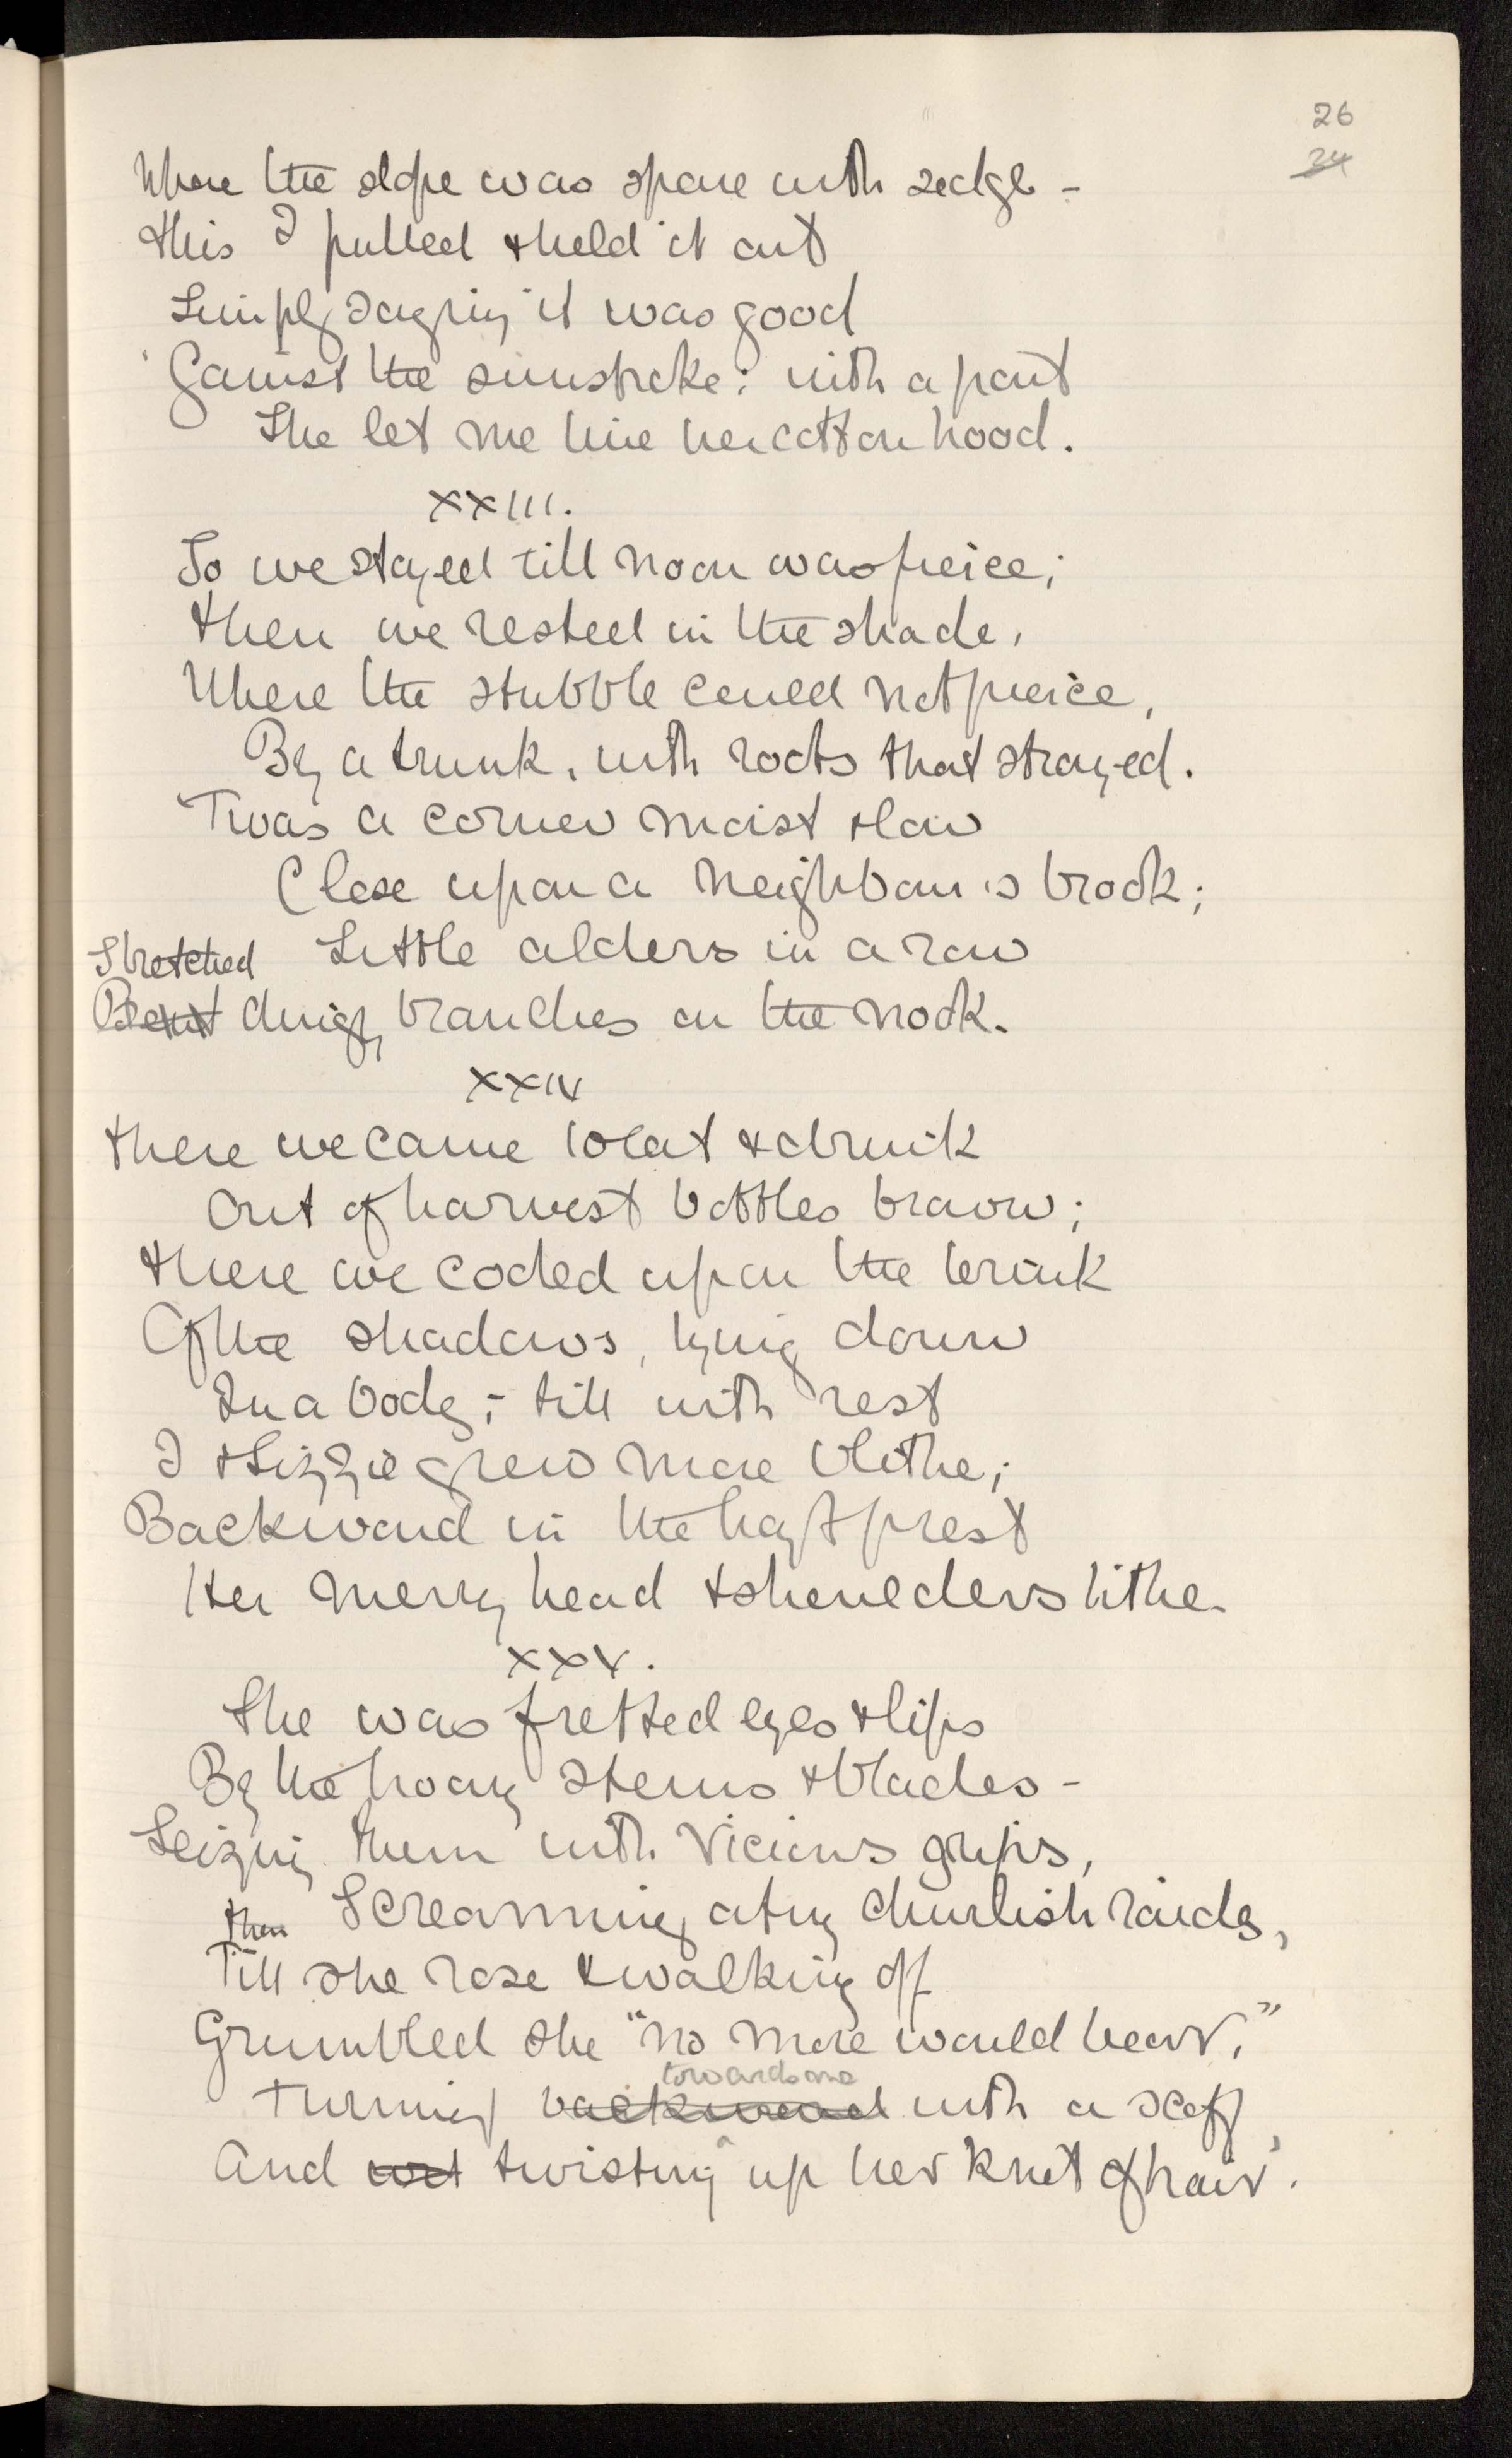 26
24
Where the slope was spare with sedge -
This I pulled & held it out
Simply saying it was good
'Gainst the sunstroke: with a pout
She let me line her cotton hood.
XXIII.
So we stayed till noon was fierce;
Then we rested in the shade,
Where the stubble could not pierce,
By a trunk, with roots that strayed.
Twas a corner moist & low
Close upon a neighbour's brook;
Little alders in a row
Stretched
Bent dingy branches on the nook.
XXIV
There we came to eat & drink
Out of harvest bottles brown;
There we cooled upon the brink
Of the shadows, lying down
In a body; till with rest
I & Lizzie grew more blithe;
Backward in the hay I prest
Her merry head & shoulders lithe.
XXV.
She was fretted eyes & lips
By the hoary stems & blades -
Seizing them with vicious grips,
Screaming at my churlish raids,
Then
Till she rose & walking off
Grumbled she "no more would bear,"
towards me
Turning backward with a scoff,
And twisting up her knot of hair.